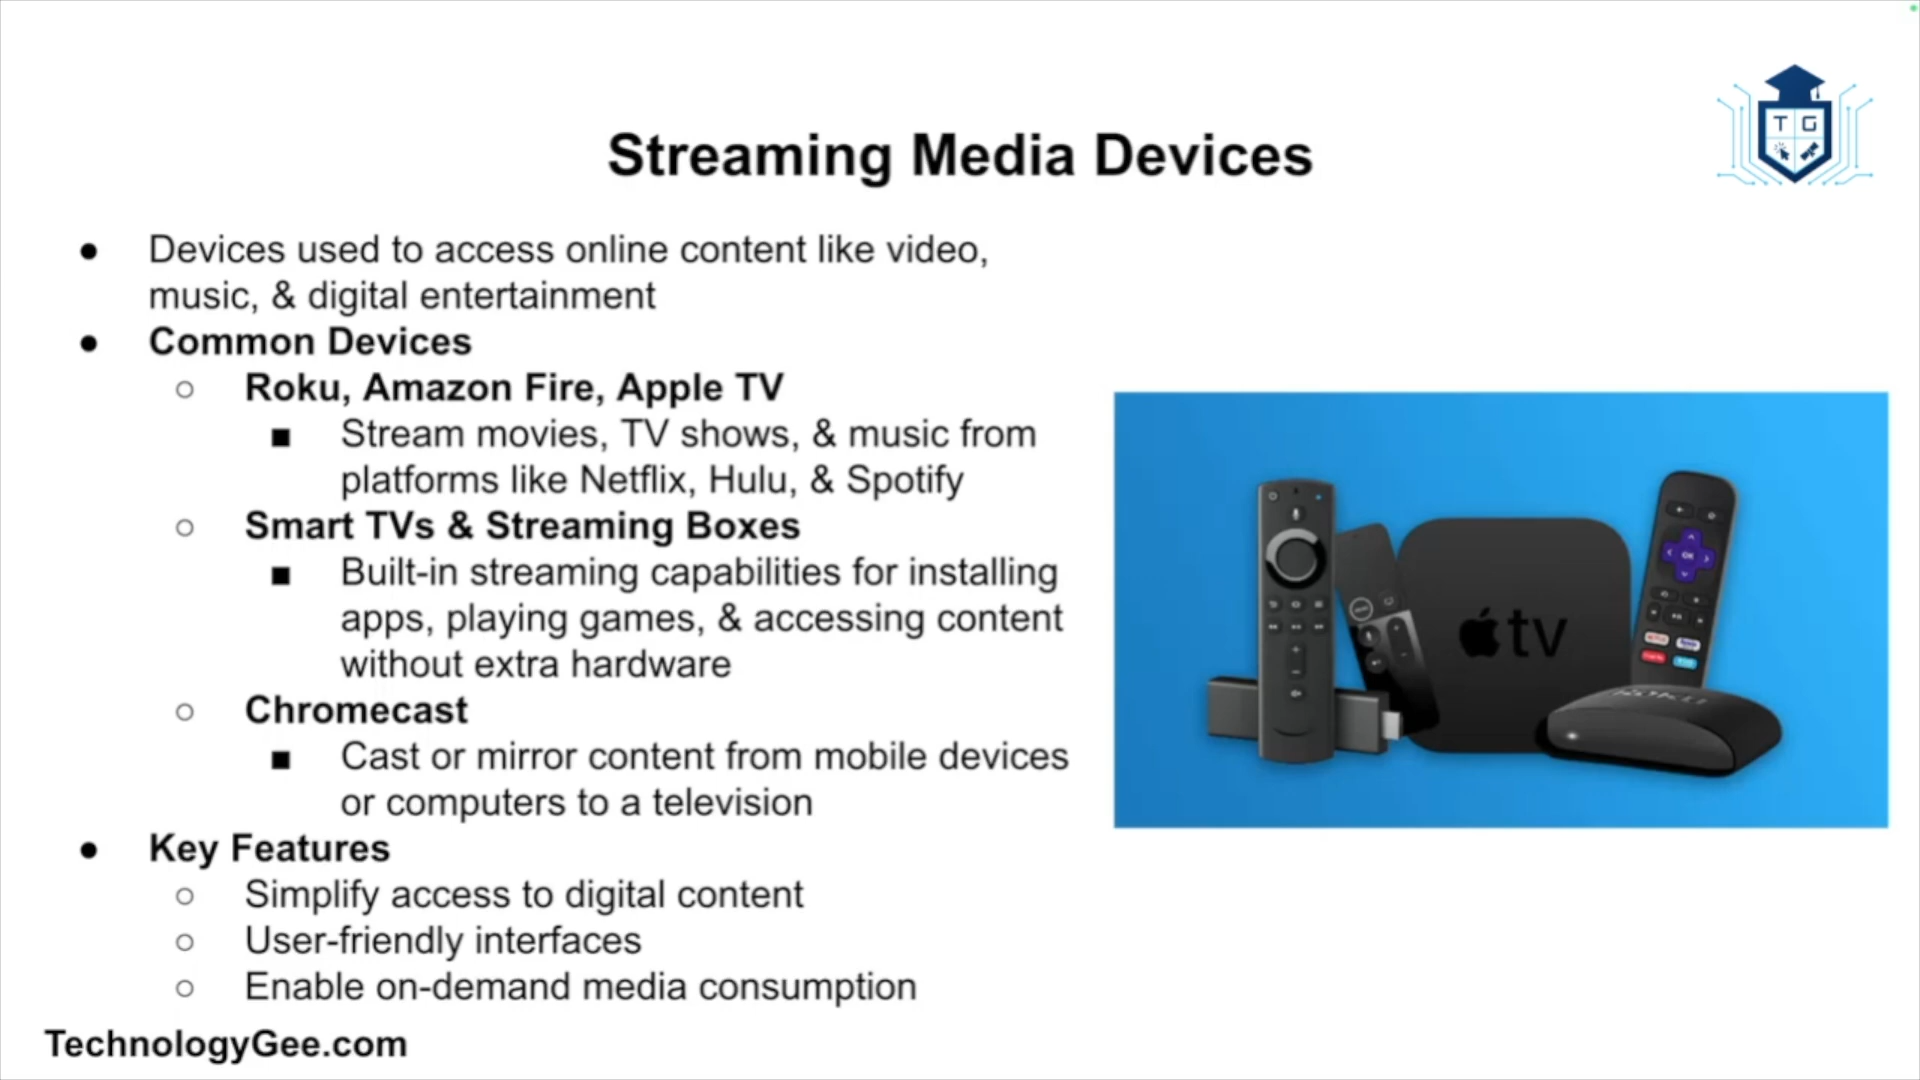 T G
Streaming Media Devices
● Devices used to access online content like video,
music, & digital entertainment
● Common Devices
○ Roku, Amazon Fire, Apple TV
■ Stream movies, TV shows, & music from
platforms like Netflix, Hulu, & Spotify
○ Smart TVs & Streaming Boxes
■ Built-in streaming capabilities for installing
apps, playing games, & accessing content
without extra hardware
○ Chromecast
■ Cast or mirror content from mobile devices
or computers to a television
● Key Features
○ Simplify access to digital content
○ User-friendly interfaces
○ Enable on-demand media consumption
tv
OK
TechnologyGee.com